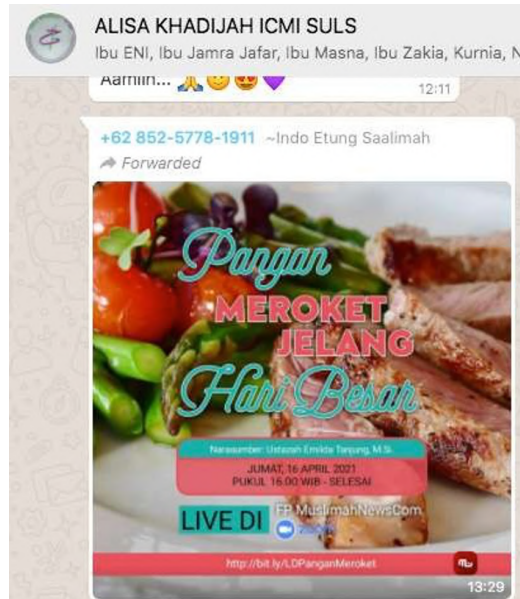 ALISA KHADIJAH ICMI SULS
Ibu ENI, Ibu Jamra Jafar, Ibu Masna, Ibu Zakia, Kurnia, N
Aamiin... 🙏😊😍💜
12:11
+62 852-5778-1911 ~Indo Etung Saalimah
Forwarded
Pangan
MEROKET
JELANG
Hari Besar
Narasumber: Ustazah Emilda Tanjung, M.Si.
JUMAT, 16 APRIL 2021
PUKUL 16.00 WIB - SELESAI
LIVE DI
FP MuslimahNewsCom
http://bit.ly/LDPanganMeroket
13:29